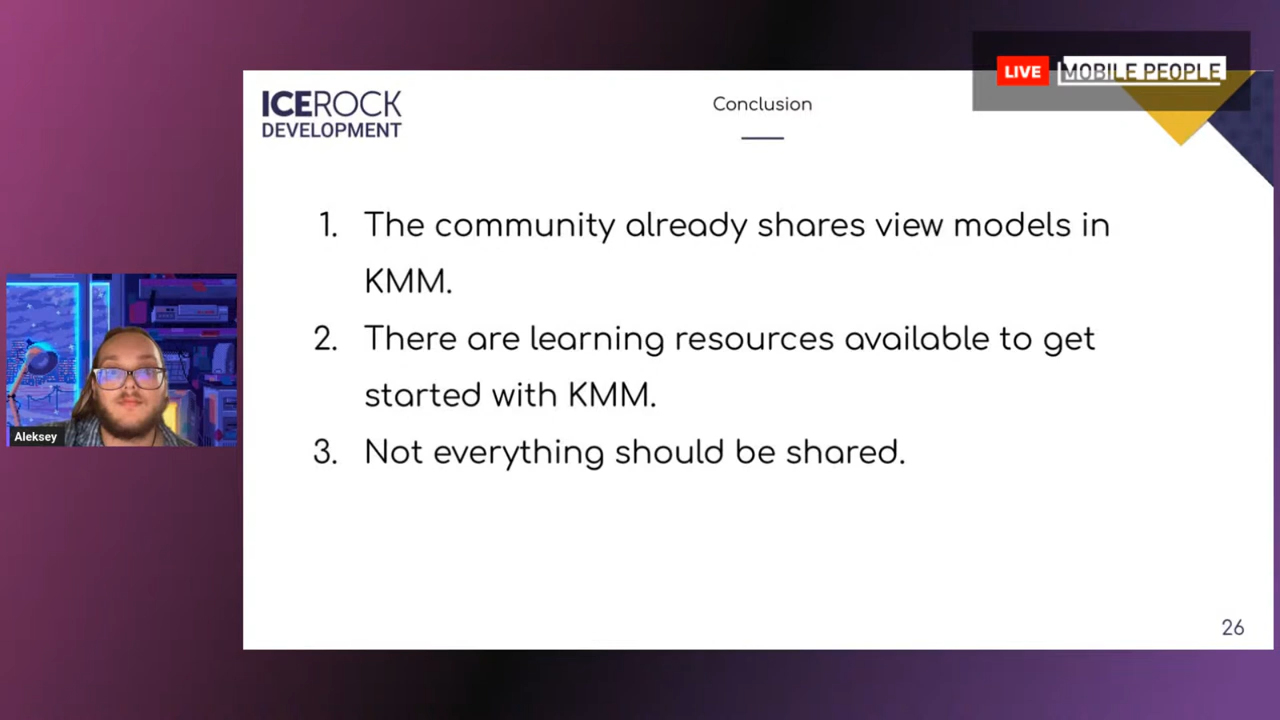 LIVE MOBILE PEOPLE
ICEROCK
DEVELOPMENT
Conclusion
1. The community already shares view models in
KMM.
2. There are learning resources available to get
started with KMM.
3. Not everything should be shared.
Aleksey
26